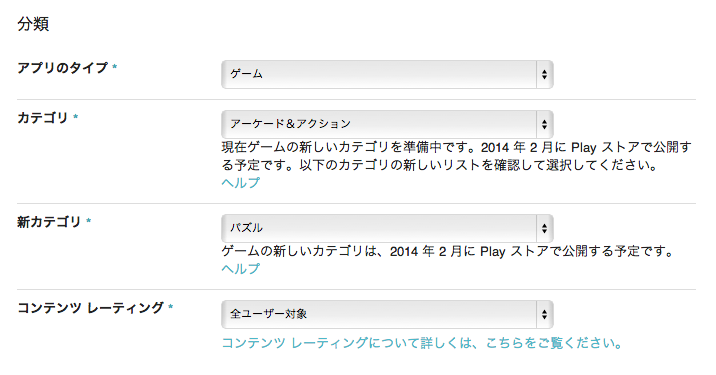 分類
アプリのタイプ *
ゲーム
カテゴリ *
アーケード＆アクション
現在ゲームの新しいカテゴリを準備中です。2014 年 2 月に Play ストアで公開す
る予定です。以下のカテゴリの新しいリストを確認して選択してください。
ヘルプ
新カテゴリ *
パズル
ゲームの新しいカテゴリは、2014 年 2 月に Play ストアで公開する予定です。
ヘルプ
コンテンツ レーティング *
全ユーザー対象
コンテンツ レーティングについて詳しくは、こちらをご覧ください。